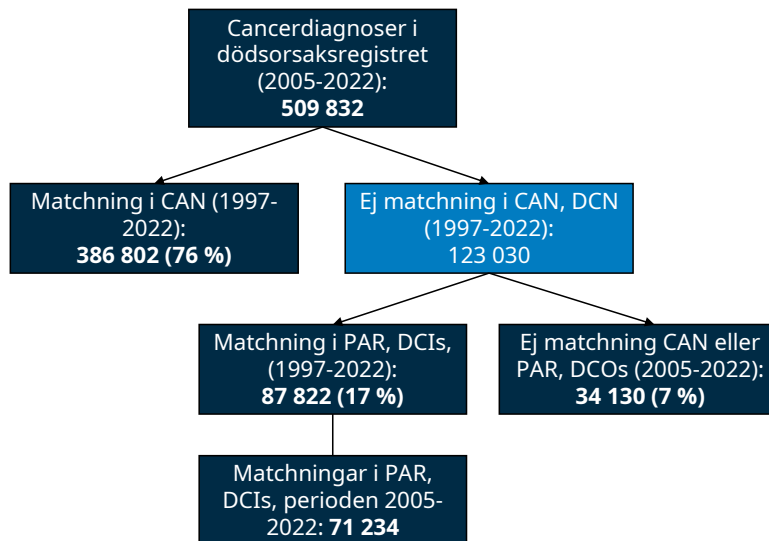 Cancerdiagnoser i
dödsorsaksregistret
(2005-2022):
509 832
Matchning i CAN (1997-
2022):
386 802 (76 %)
Ej matchning i CAN, DCN
(1997-2022):
123 030
Matchning i PAR, DCIs,
(1997-2022):
87 822 (17 %)
Ej matchning CAN eller
PAR, DCOs (2005-2022):
34 130 (7 %)
Matchningar i PAR,
DCIs, perioden 2005-
2022: 71 234